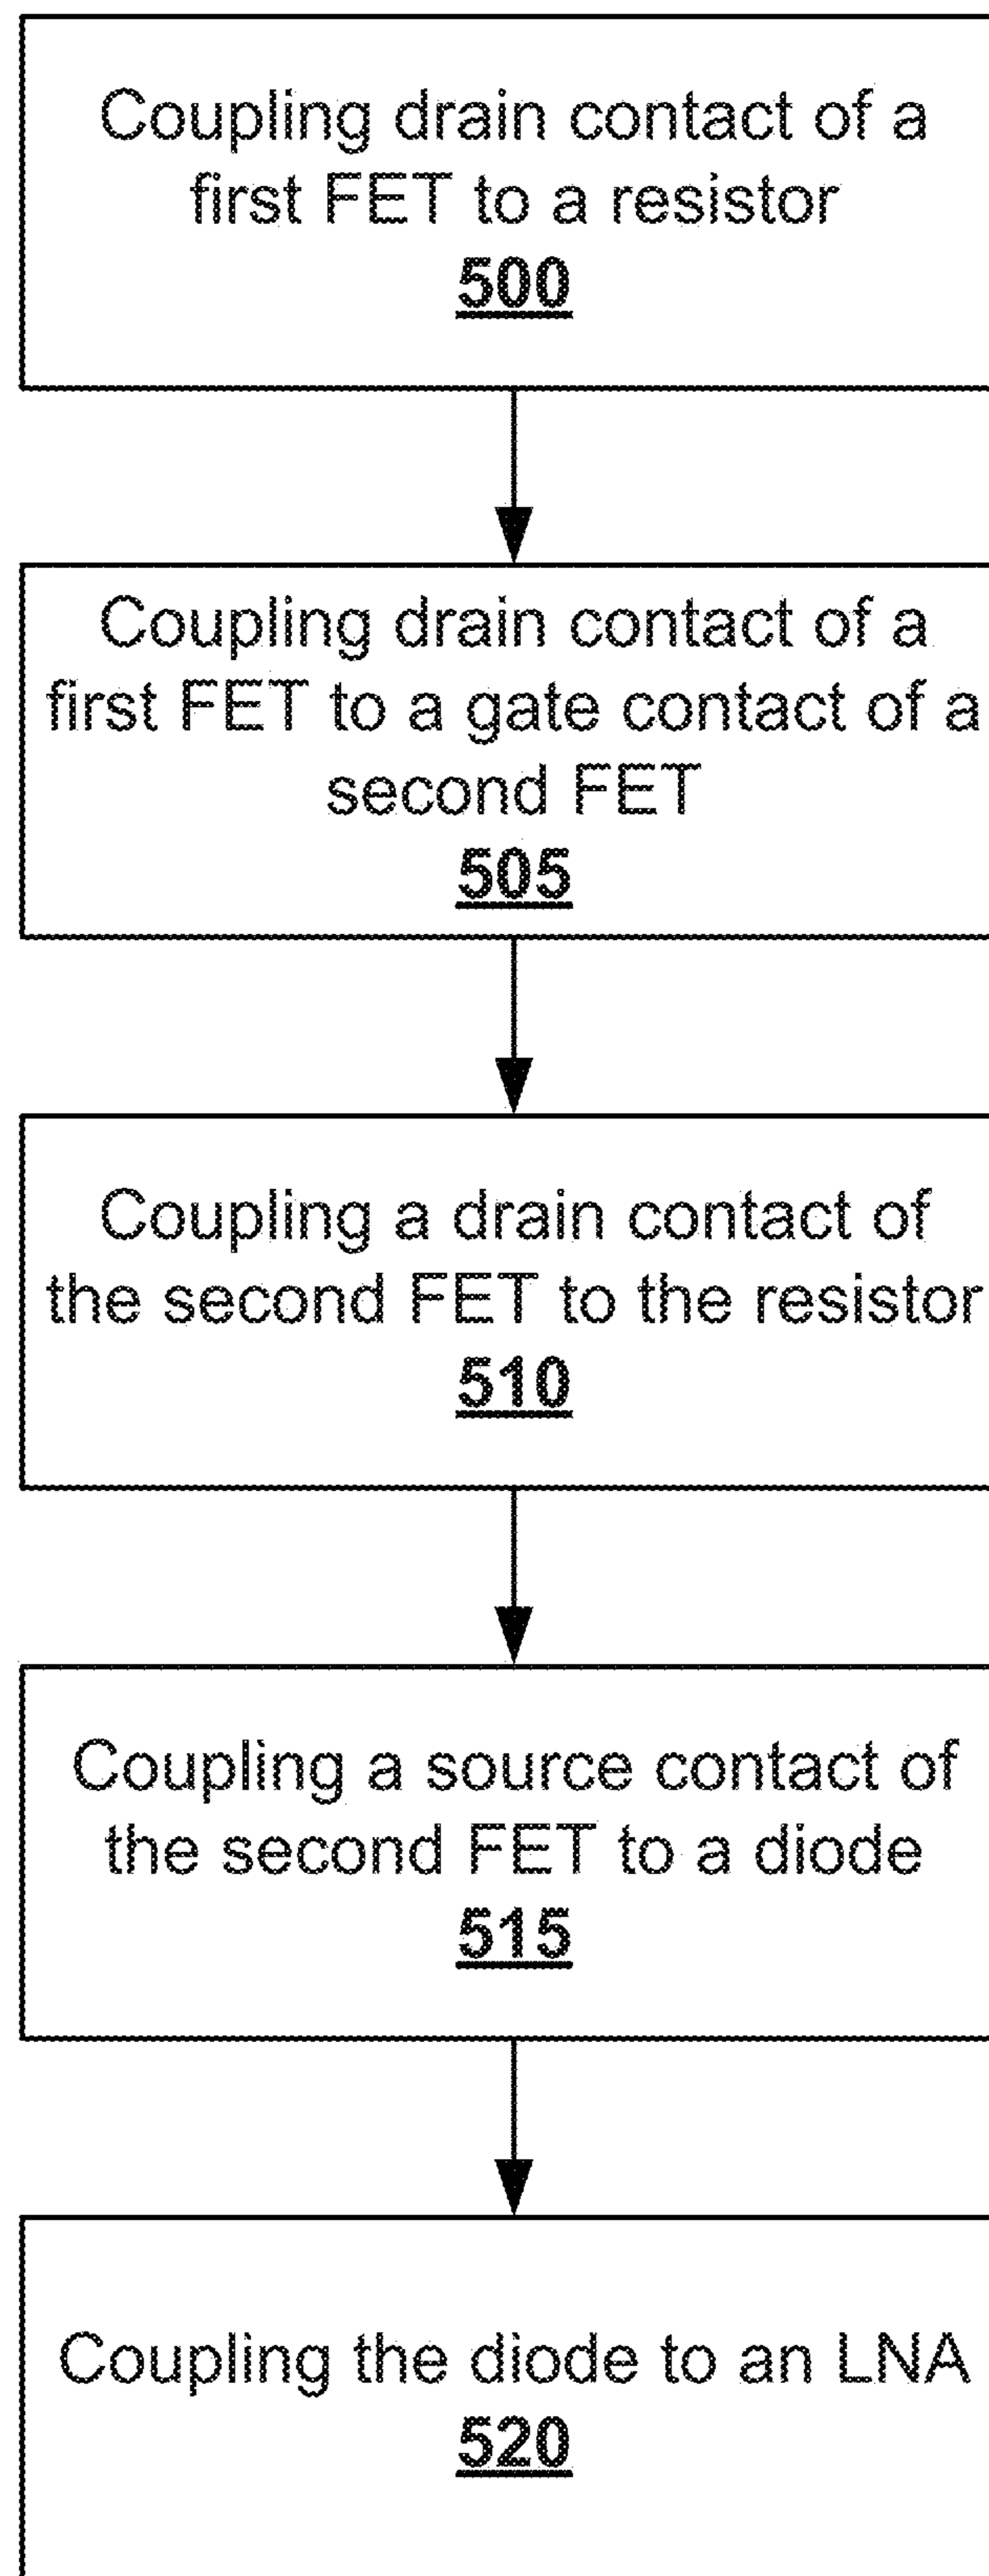 Coupling drain contact of a
first FET to a resistor
500
Coupling drain contact of a
first FET to a gate contact of a
second FET
505
Coupling a drain contact of
the second FET to the resistor
510
Coupling a source contact of
the second FET to a diode
515
Coupling the diode to an LNA
520